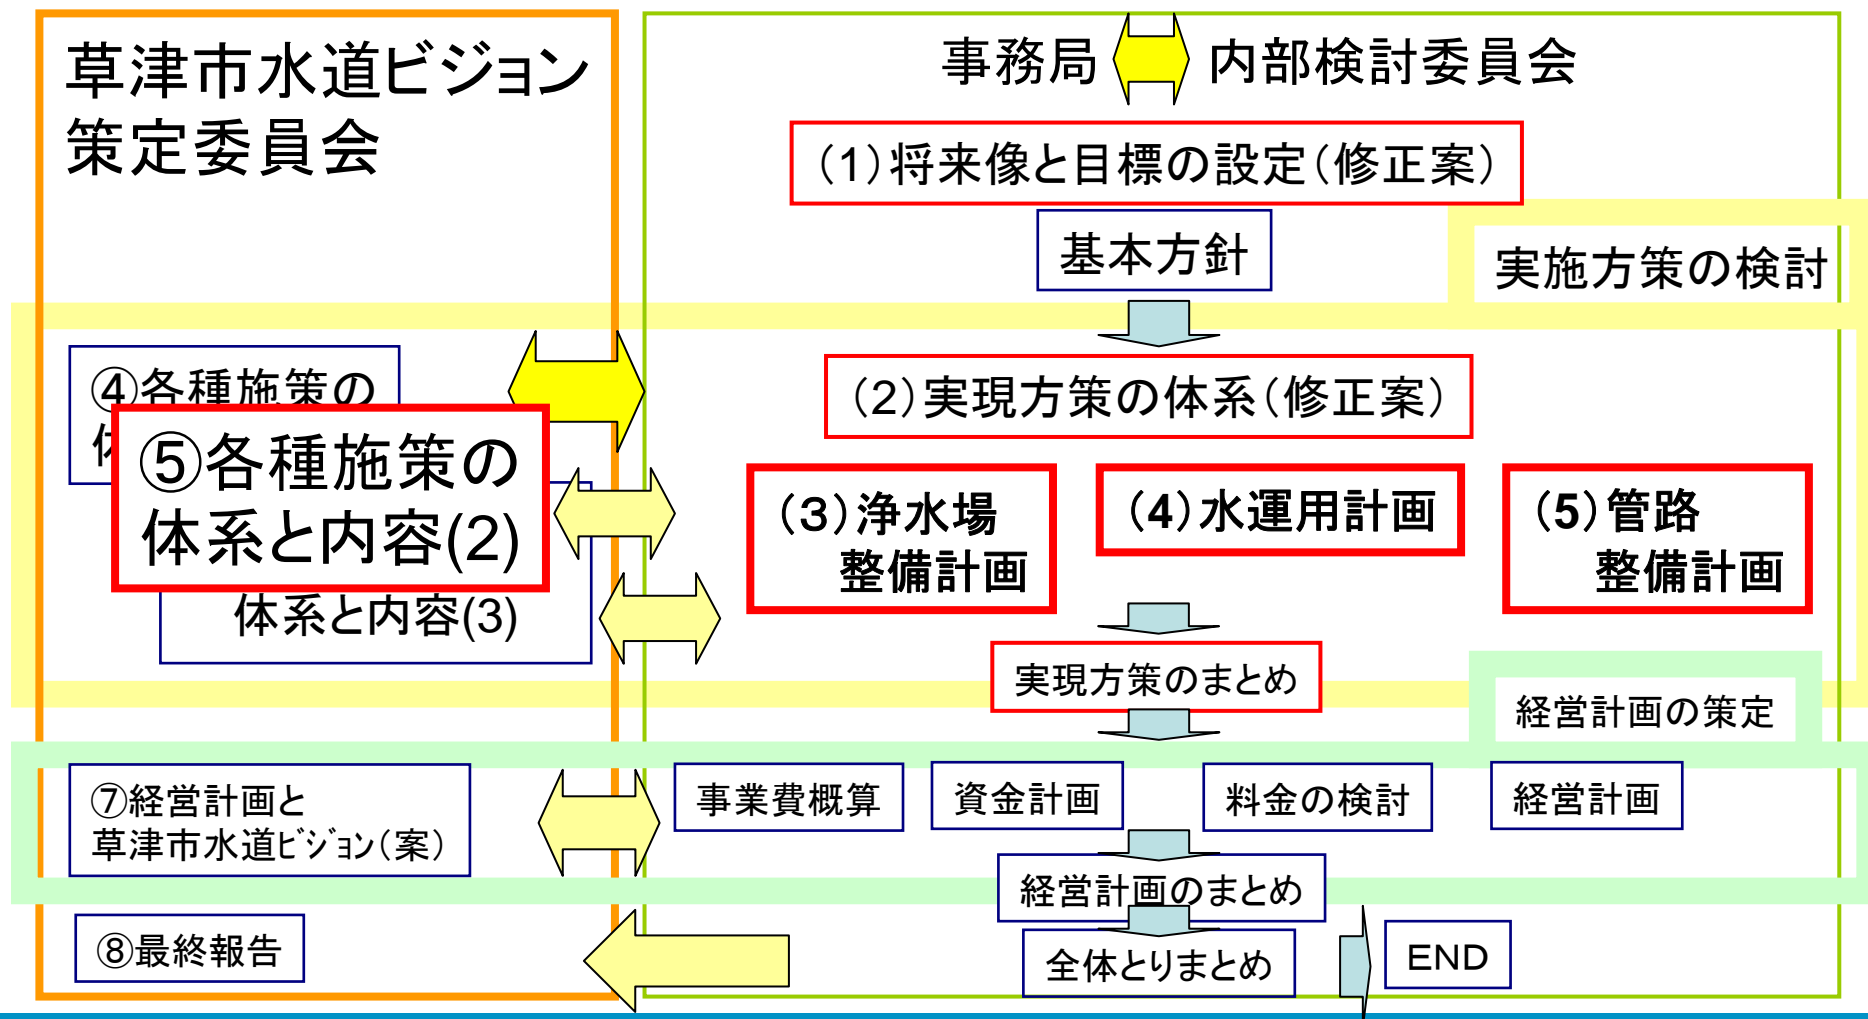 草津市水道ビジョン
策定委員会
事務局
内部検討委員会
(1)将来像と目標の設定(修正案)
基本方針
実施方策の検討
④各種施策の
(2)実現方策の体系(修正案)
⑤各種施策の
体系と内容(2)
体系と内容(3)
(3)浄水場
整備計画
(4)水運用計画
(5)管路
整備計画
実現方策のまとめ
経営計画の策定
⑦経営計画と
草津市水道ﾋﾞｼﾞｮﾝ(案)
事業費概算
資金計画
料金の検討
経営計画
経営計画のまとめ
⑧最終報告
全体とりまとめ
END